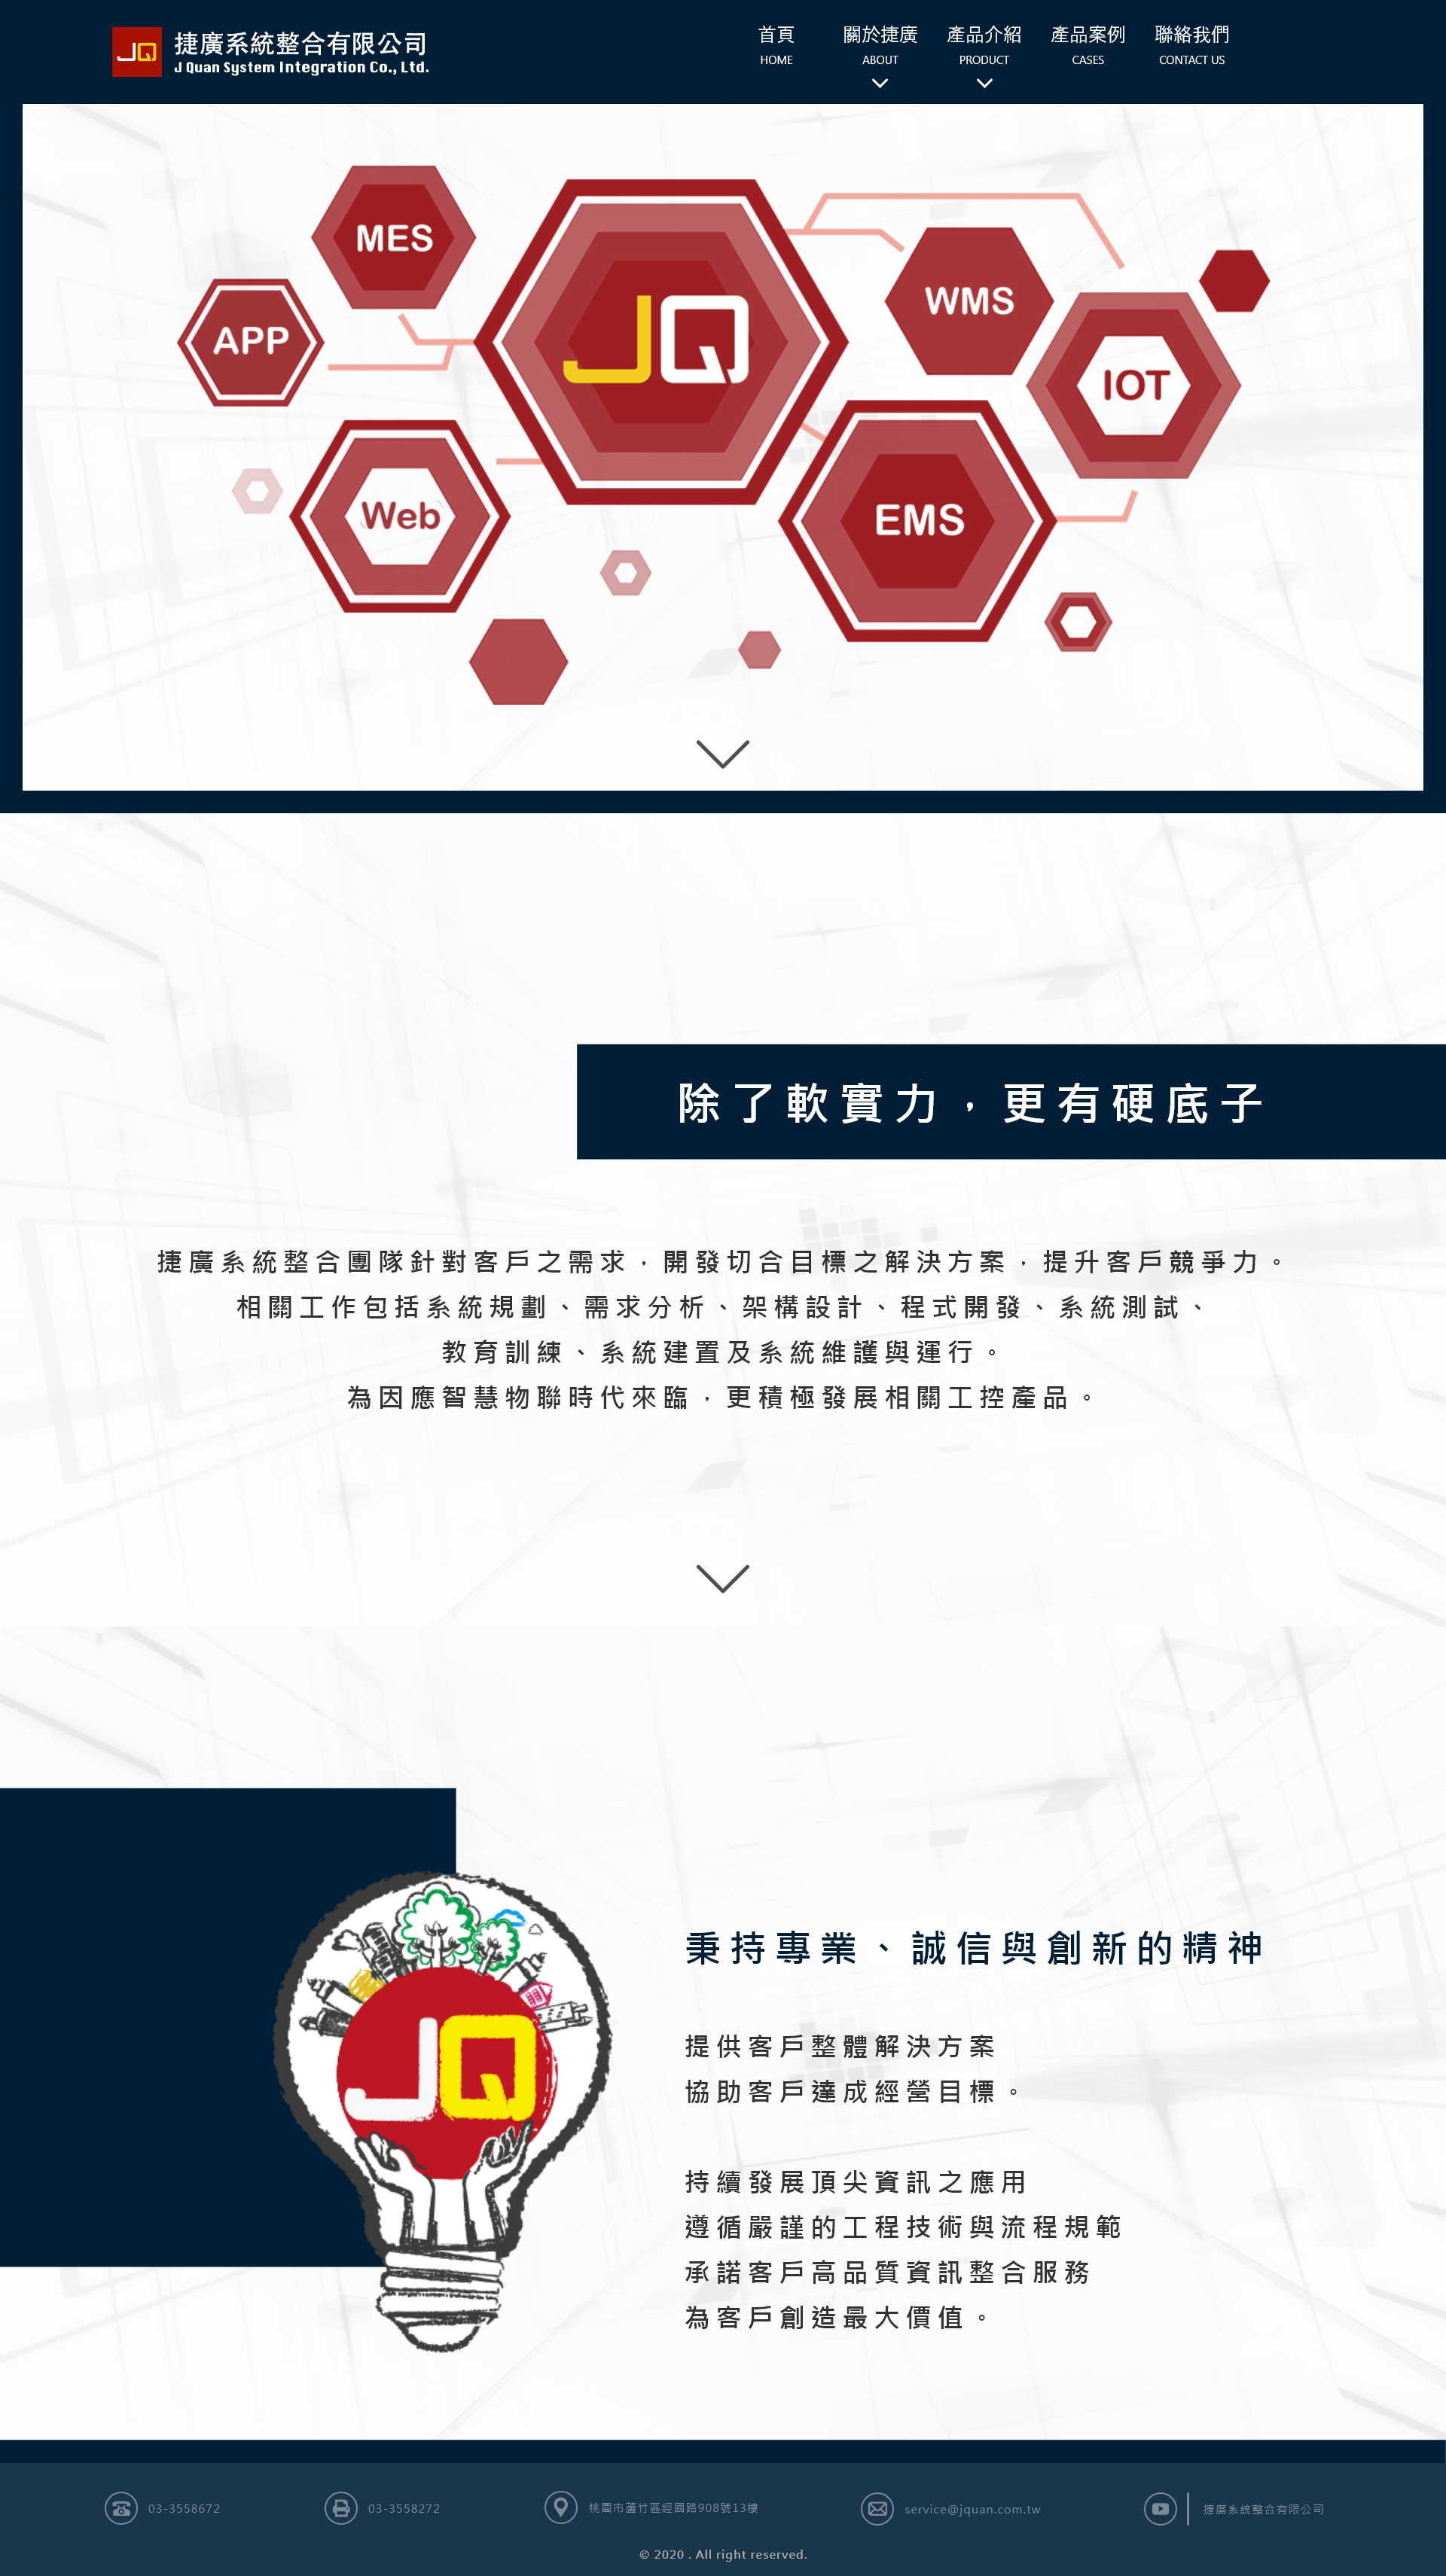 JQ 捷廣系統整合有限公司
J Quan System Integration Co., Ltd.
首頁 關於捷廣 產品介紹 產品案例 聯絡我們
HOME ABOUT PRODUCT CASES CONTACT US
MES
APP
JQ
WMS
IOT
Web
EMS
除了軟實力，更有硬底子
捷廣系統整合團隊針對客戶之需求，開發切合目標之解決方案，提升客戶競爭力。
相關工作包括系統規劃、需求分析、架構設計、程式開發、系統測試、
教育訓練、系統建置及系統維護與運行。
為因應智慧物聯時代來臨，更積極發展相關工控產品。
JQ
秉持專業、誠信與創新的精神
提供客戶整體解決方案
協助客戶達成經營目標。
持續發展頂尖資訊之應用
遵循嚴謹的工程技術與流程規範
承諾客戶高品質資訊整合服務
為客戶創造最大價值。
03-3558672 03-3558272 桃園市蘆竹區經國路908號13樓 service@jquan.com.tw 捷廣系統整合有限公司
© 2020 . All right reserved.